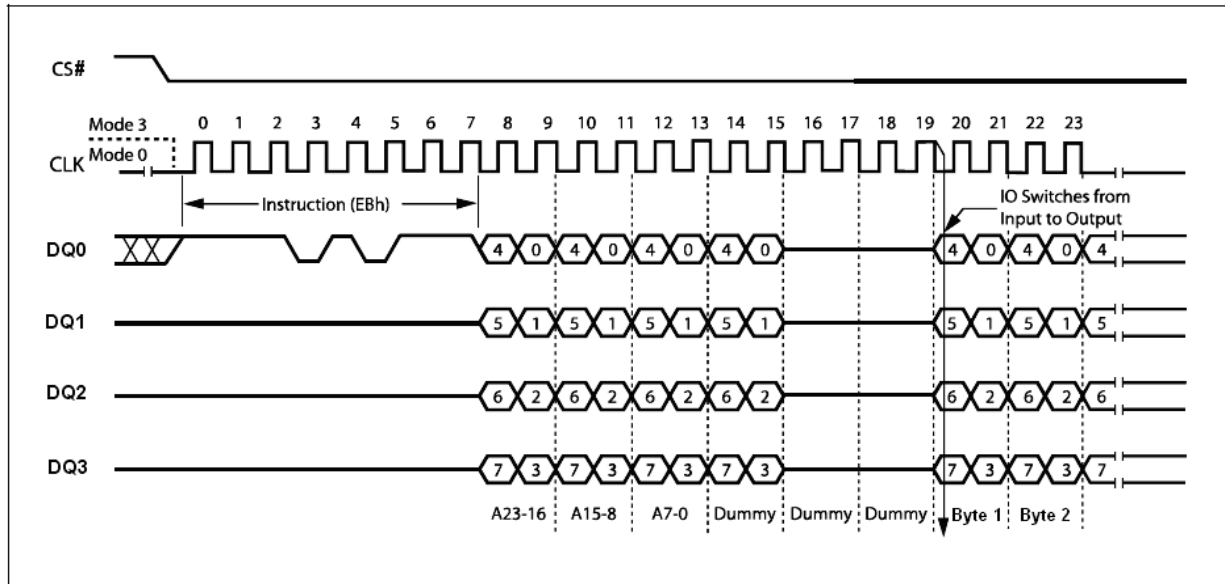 CS#
Mode 3 0 1 2 3 4 5 6 7 8 9 10 11 12 13 14 15 16 17 18 19 20 21 22 23
Mode 0
CLK
Instruction (EBh)
IO Switches from
Input to Output
DQ0 4 0 4 0 4 0 4 0 4 0 4 0 4
DQ1 5 1 5 1 5 1 5 1 5 1 5 1 5
DQ2 6 2 6 2 6 2 6 2 6 2 6 2 6
DQ3 7 3 7 3 7 3 7 3 7 3 7 3 7
A23-16 A15-8 A7-0 Dummy Dummy Dummy Byte 1 Byte 2